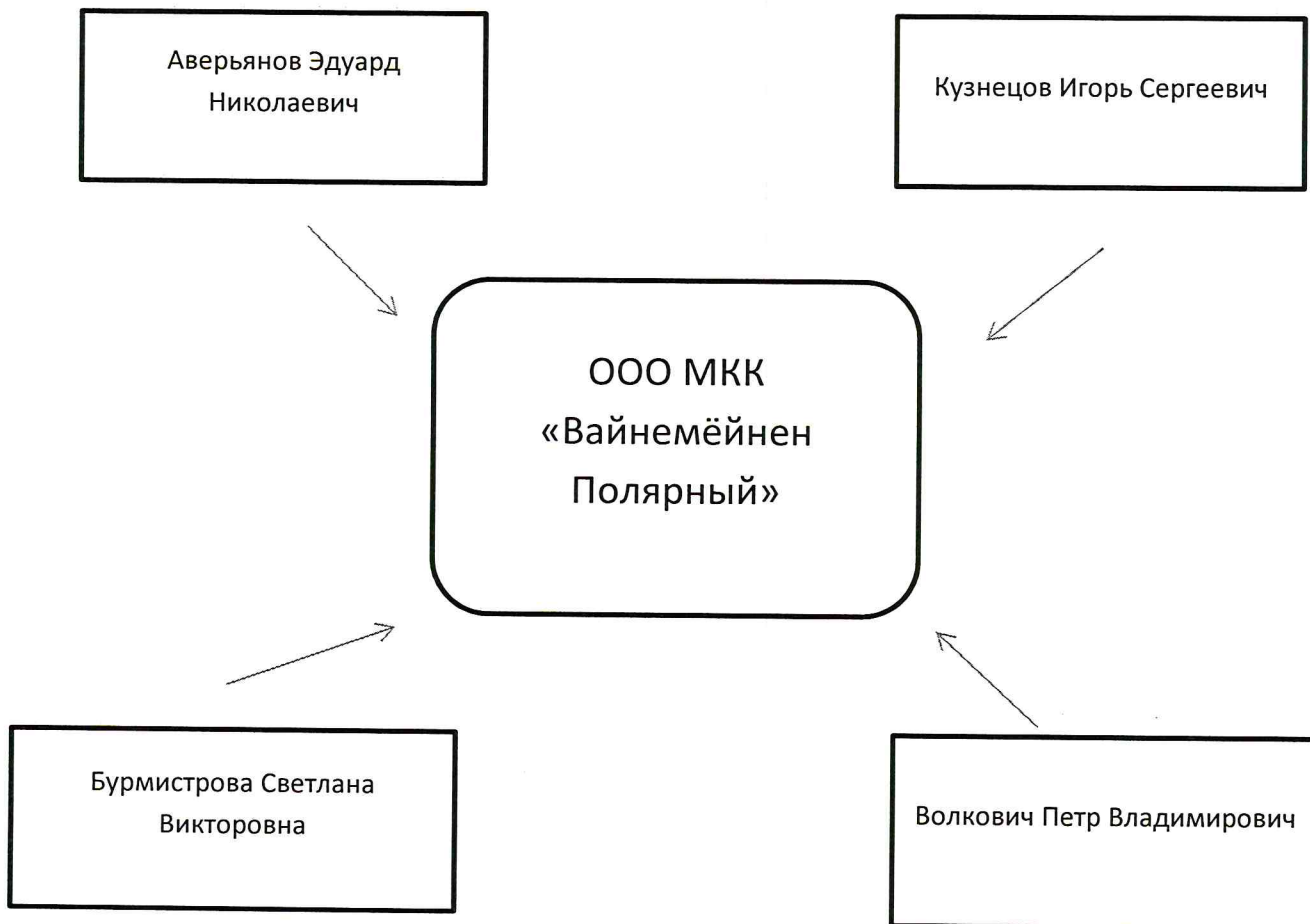 Аверьянов Эдуард
Николаевич
Кузнецов Игорь Сергеевич
ООО МКК
«Вайнемёйнен
Полярный»
Бурмистрова Светлана
Викторовна
Волкович Петр Владимирович